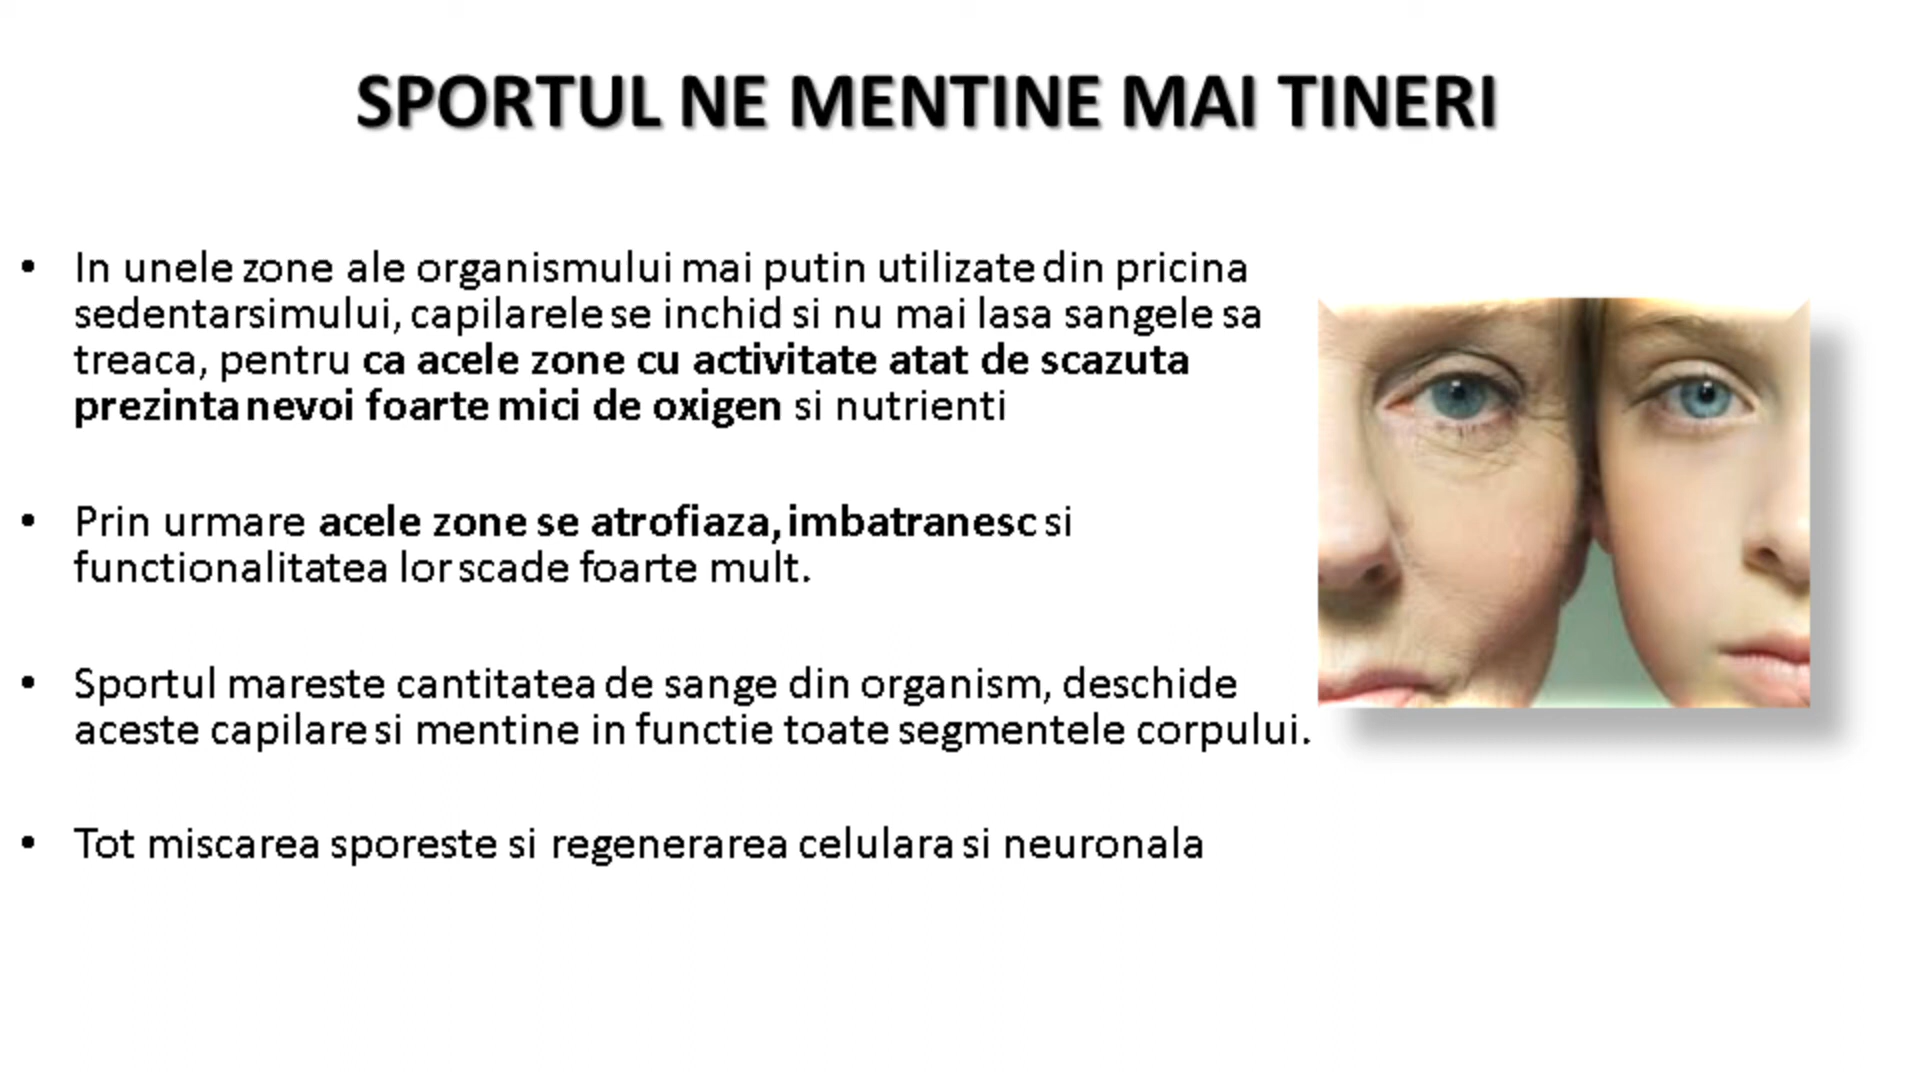 SPORTUL NE MENTINE MAI TINERI
• In unele zone ale organismului mai putin utilizate din pricina
sedentarsimului, capilarele se inchid si nu mai lasa sangele sa
treaca, pentru ca acele zone cu activitate atat de scazuta
prezinta nevoi foarte mici de oxigen si nutrienti
• Prin urmare acele zone se atrofiaza, imbatranesc si
functionalitatea lor scade foarte mult.
• Sportul mareste cantitatea de sange din organism, deschide
aceste capilare si mentine in functie toate segmentele corpului.
• Tot miscarea sporeste si regenerarea celulara si neuronala